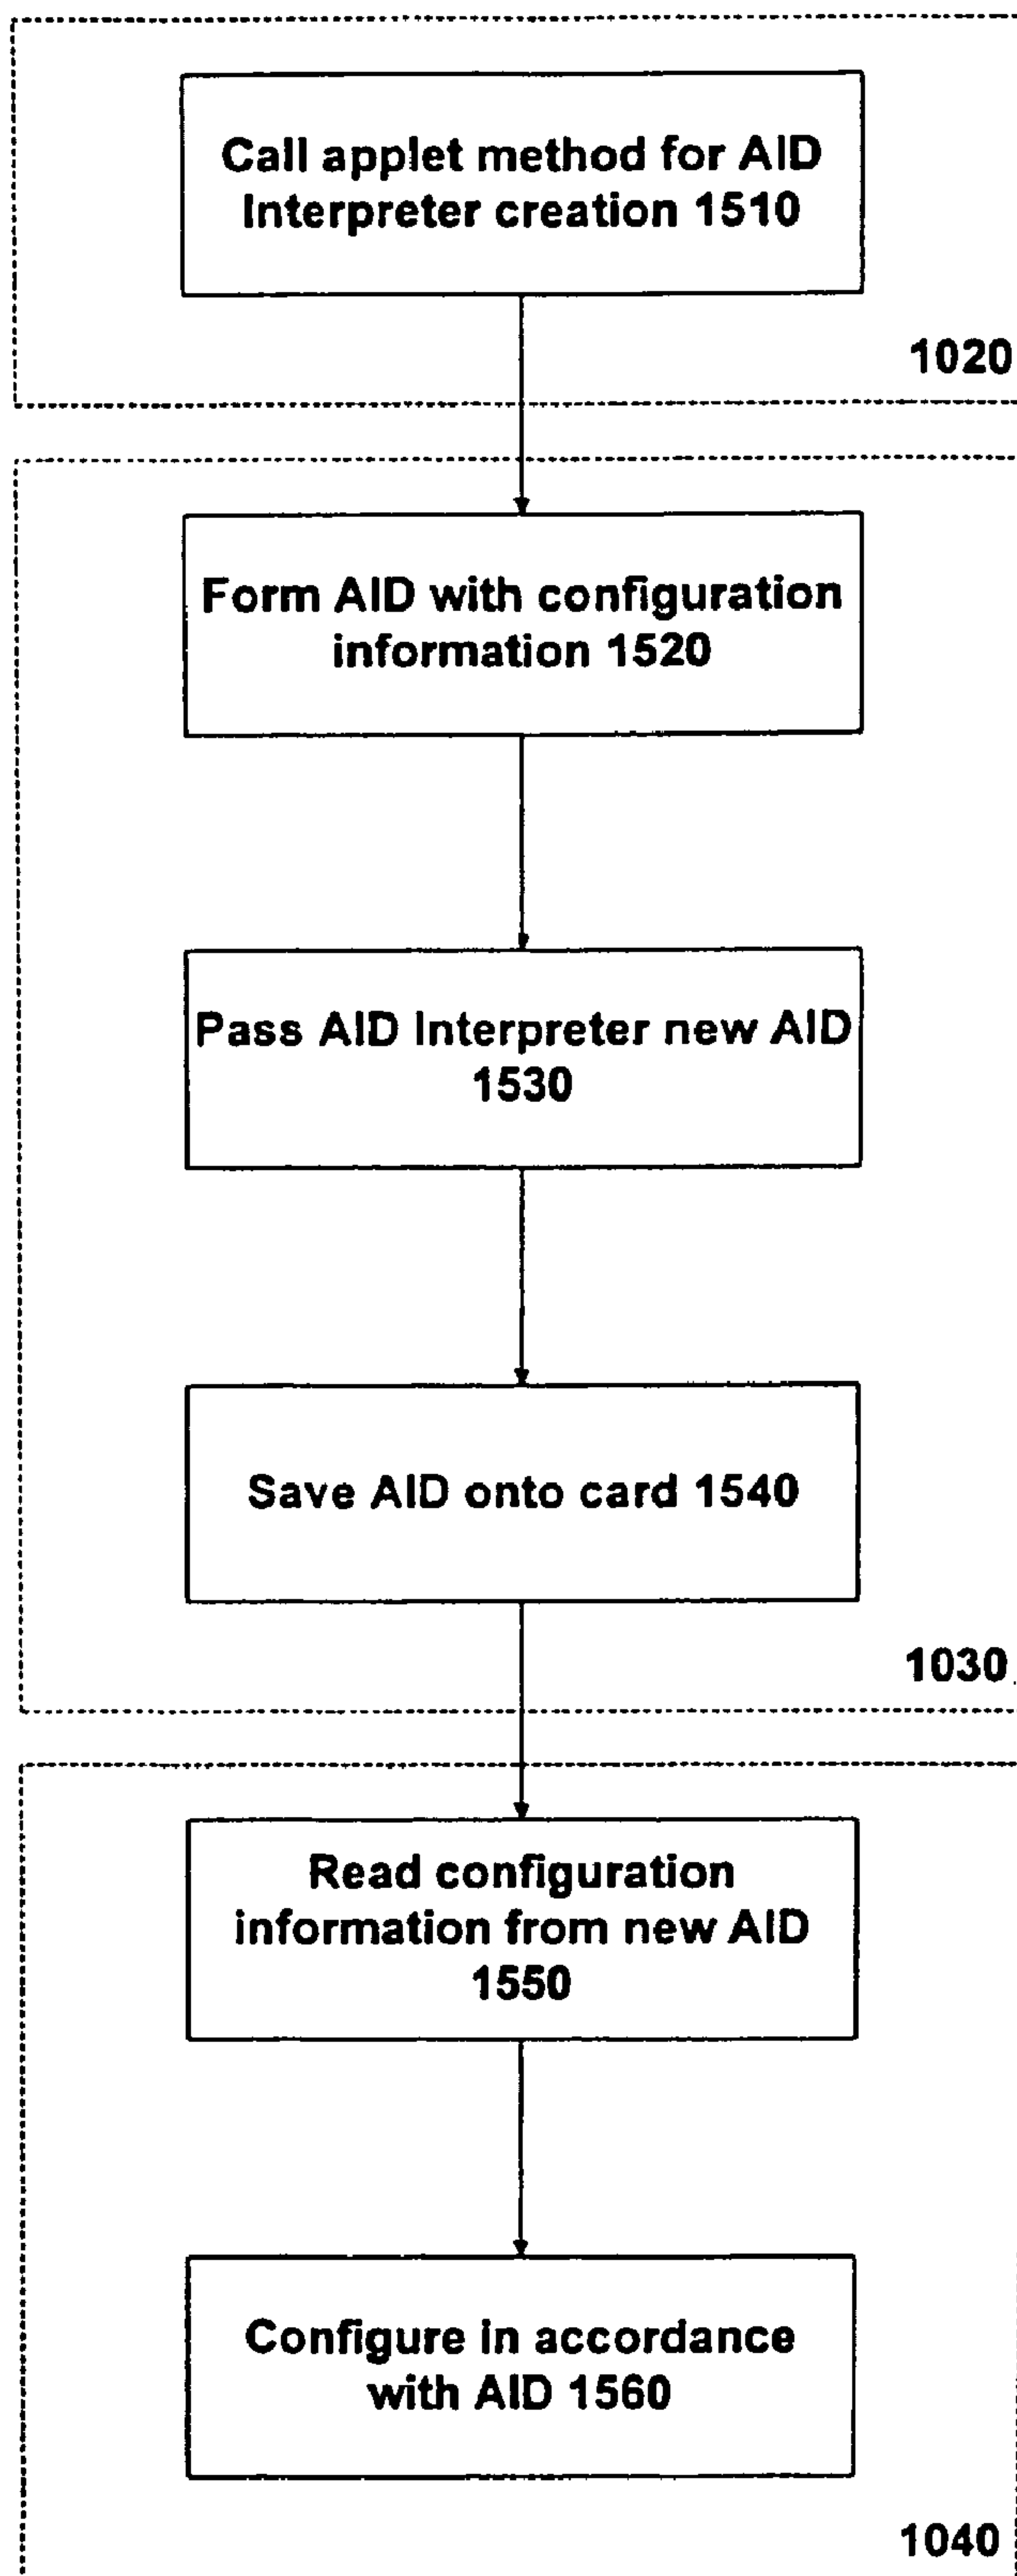 Call applet method for AID
Interpreter creation 1510
1020
Form AID with configuration
information 1520
Pass AID Interpreter new AID
1530
Save AID onto card 1540
1030
Read configuration
information from new AID
1550
Configure in accordance
with AID 1560
1040